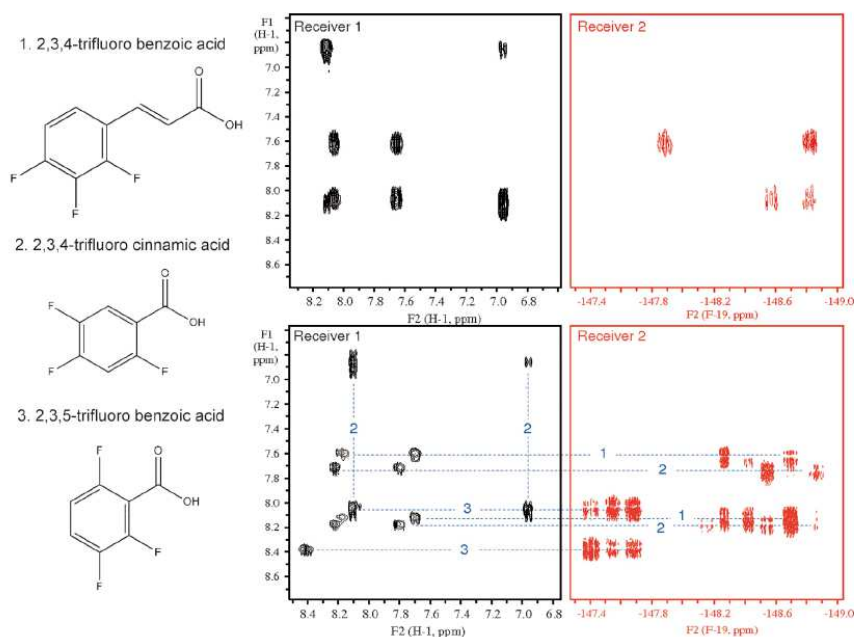 1. 2,3,4-trifluoro benzoic acid
O
OH
F
F
F
2. 2,3,4-trifluoro cinnamic acid
O
F
OH
F
F
3. 2,3,5-trifluoro benzoic acid
F
O
OH
F
F
F1
(H-1,
ppm)
Receiver 1
7.0
7.2
7.4
7.6
7.8
8.0
8.2
8.4
8.6
8.2 8.0 7.8 7.6 7.4 7.2 7.0 6.8
F2 (H-1, ppm)
Receiver 2
-147.4 -147.8 -148.2 -148.6 -149.0
F2 (F-19, ppm)
F1
(H-1,
ppm)
Receiver 1
7.0
7.2
7.4
7.6
7.8
8.0
8.2
8.4
8.6
2 2
1
2
3
1
2
3
8.4 8.2 8.0 7.8 7.6 7.4 7.2 7.0 6.8
F2 (H-1, ppm)
Receiver 2
-147.4 -147.8 -148.2 -148.6 -149.0
F2 (F-19, ppm)